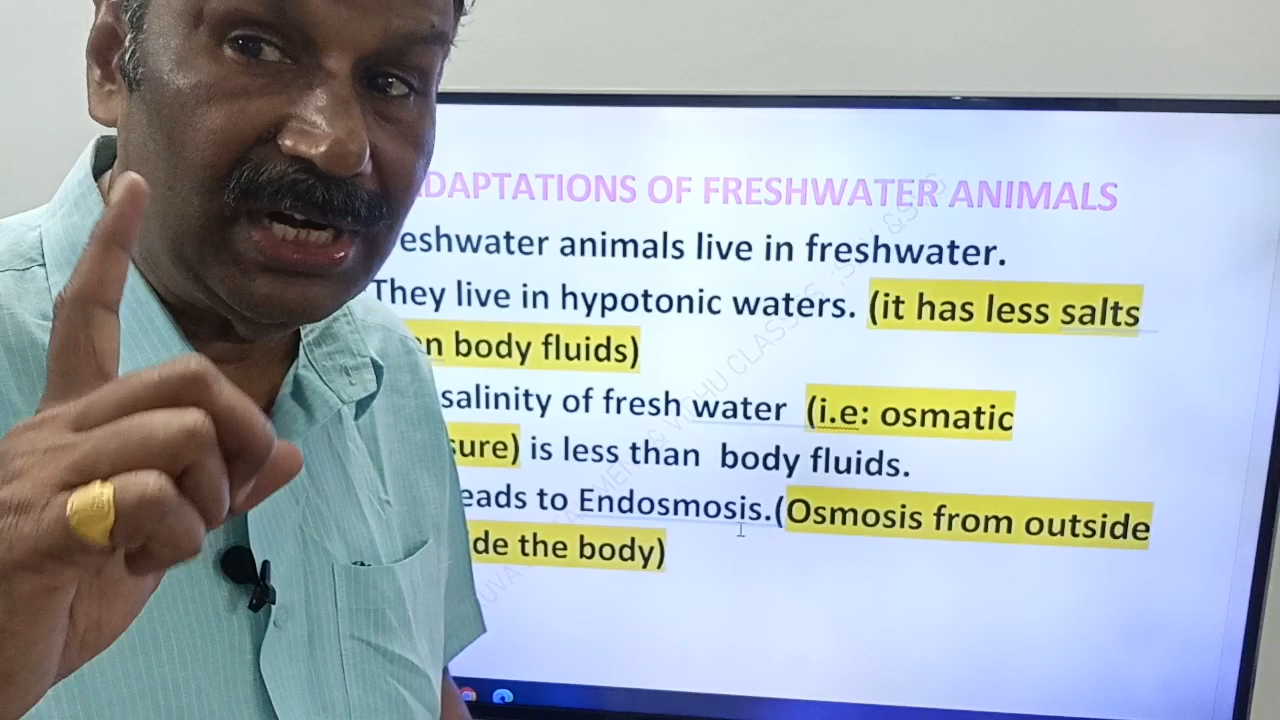 DAPTATIONS OF FRESHWATER ANIMALS
eshwater animals live in freshwater.
They live in hypotonic waters. (it has less salts
n body fluids)
salinity of fresh water (i.e: osmatic
sure) is less than body fluids.
eads to Endosmosis.(Osmosis from outside
de the body)